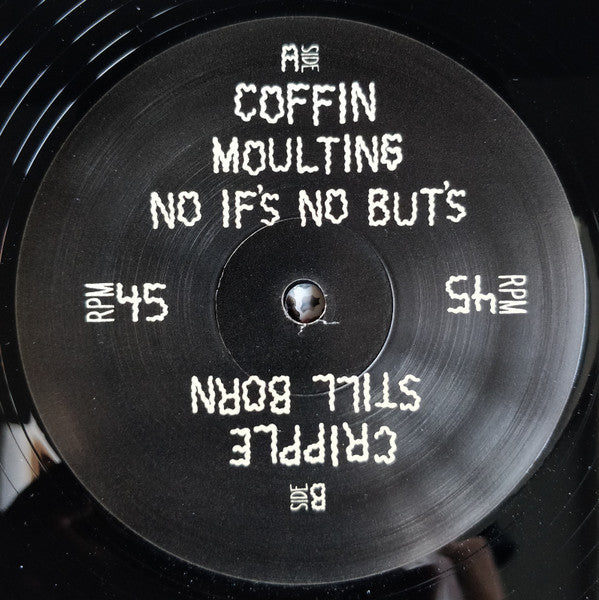 A SIDE
COFFIN
MOULTING
NO IF'S NO BUT'S
RPM 45
45 RPM
SIDE B
CRIPPLE
STILL BORN